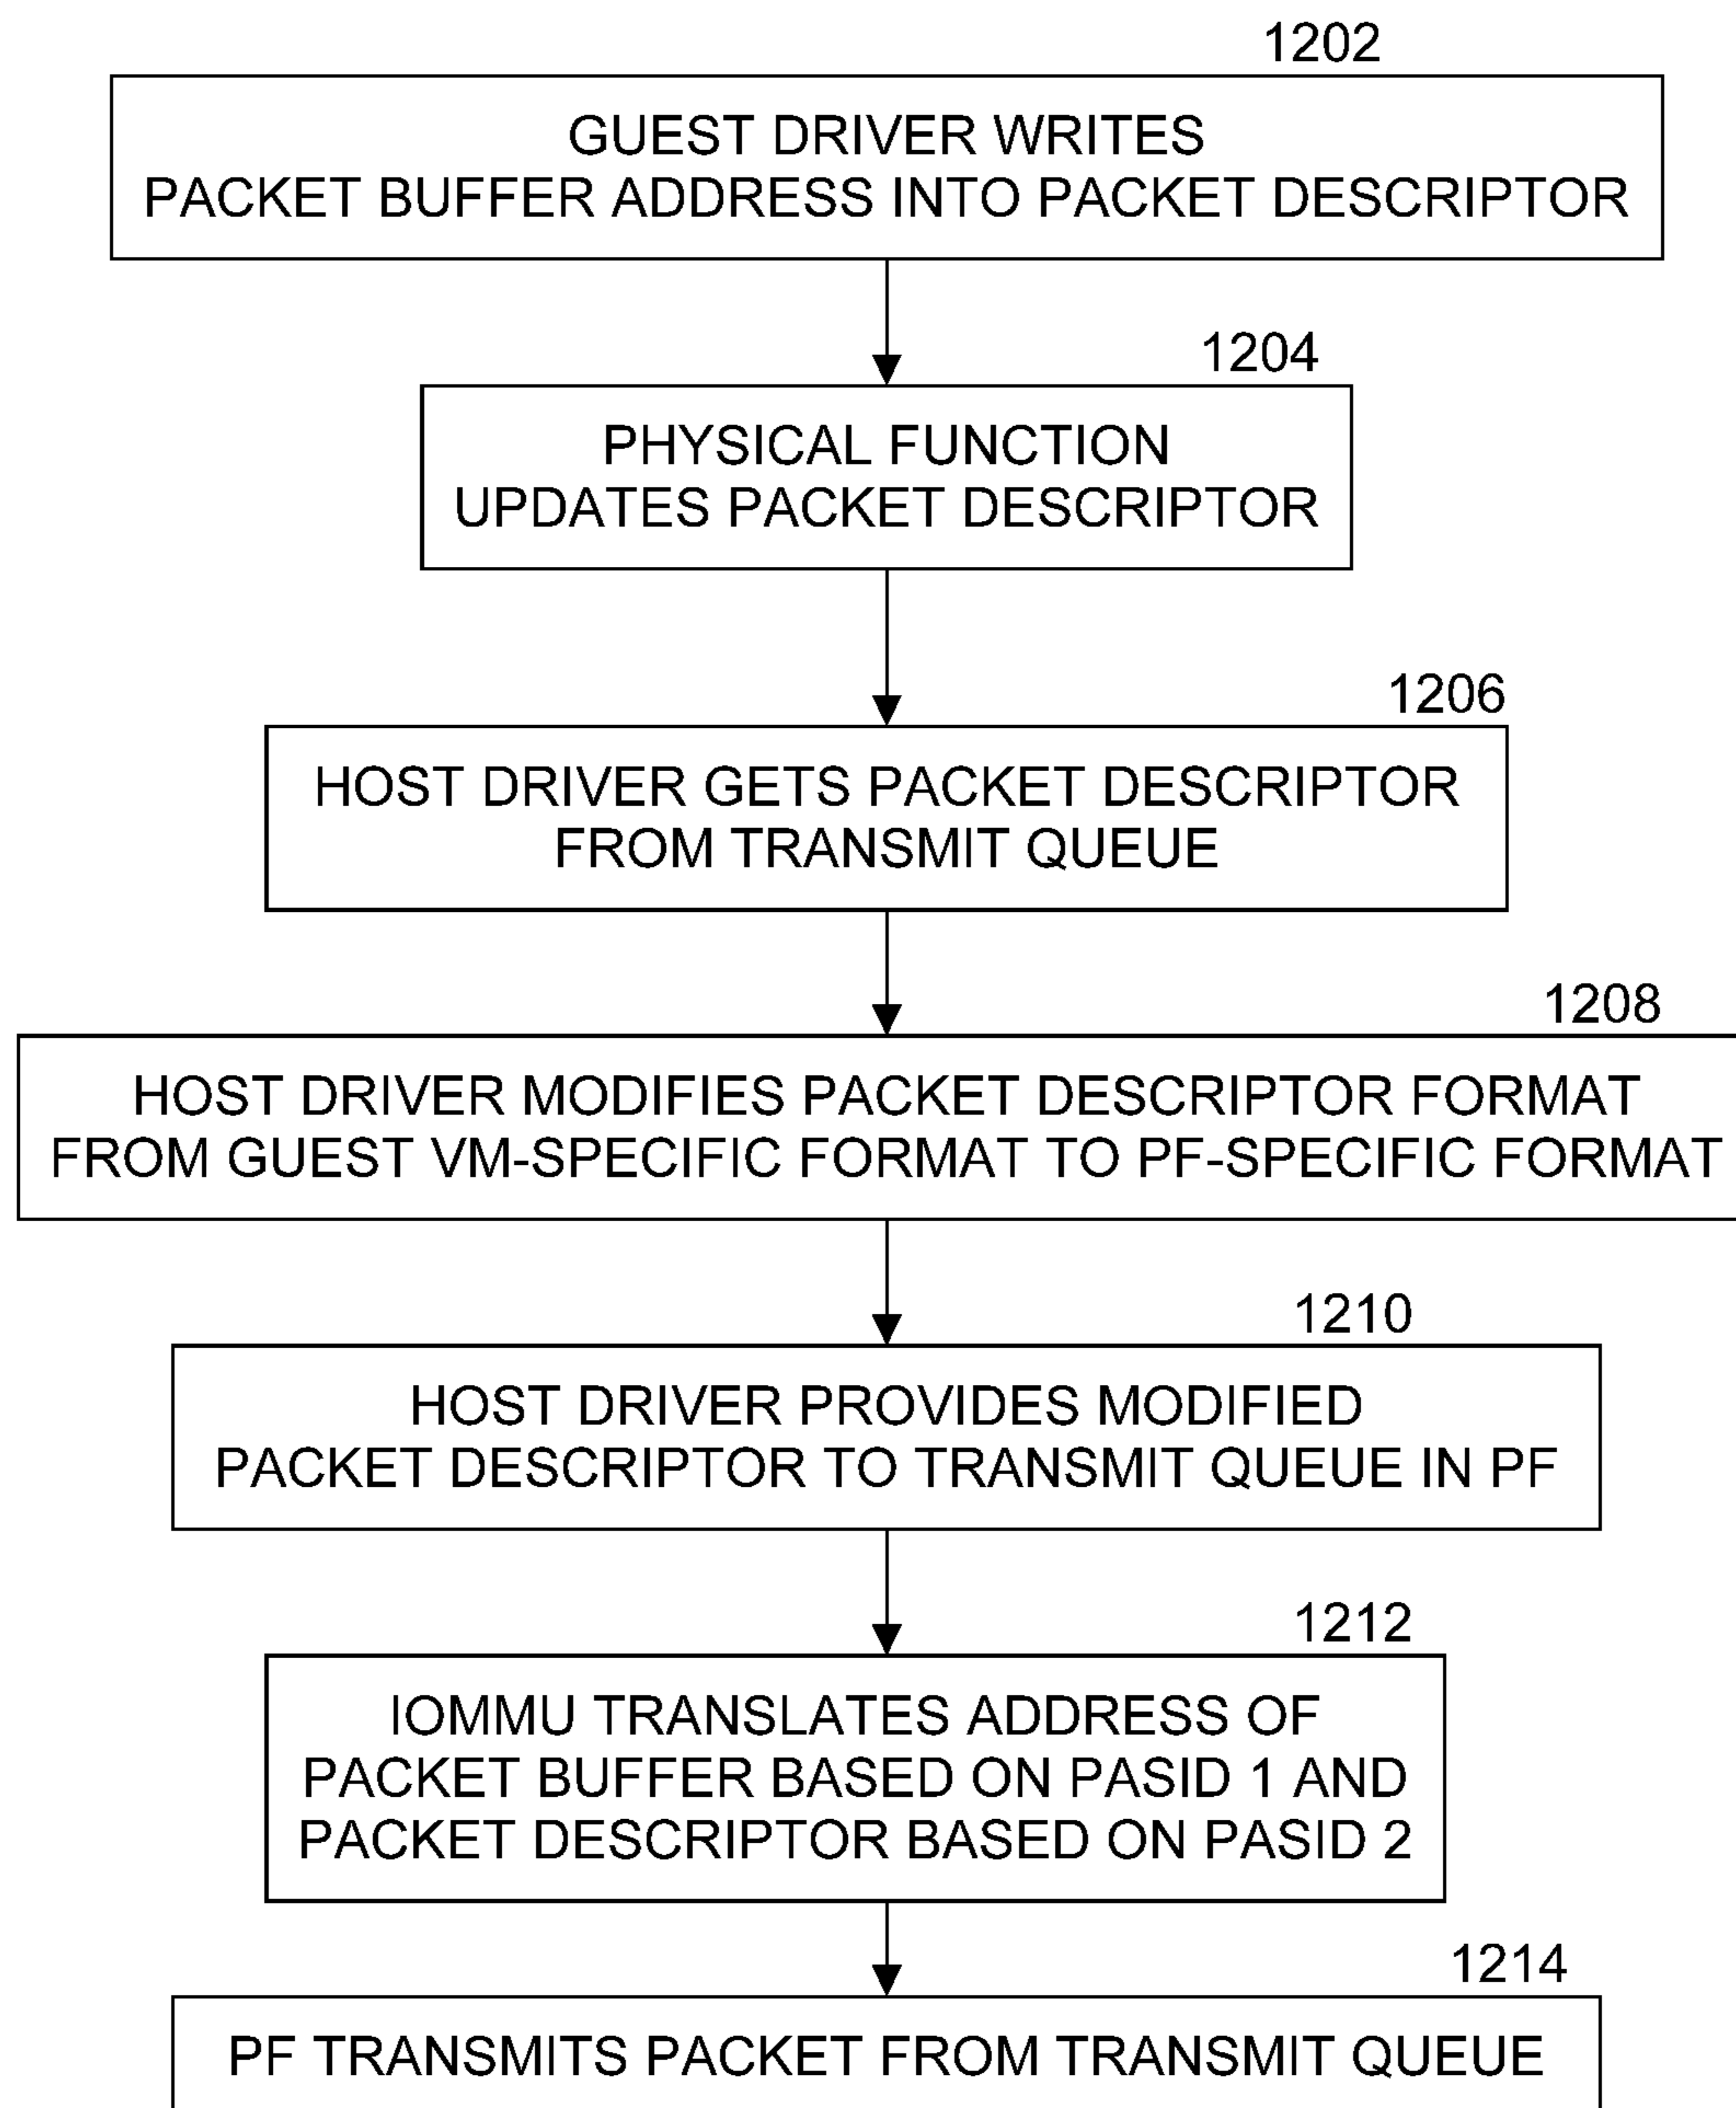 1202
GUEST DRIVER WRITES
PACKET BUFFER ADDRESS INTO PACKET DESCRIPTOR
1204
PHYSICAL FUNCTION
UPDATES PACKET DESCRIPTOR
1206
HOST DRIVER GETS PACKET DESCRIPTOR
FROM TRANSMIT QUEUE
1208
HOST DRIVER MODIFIES PACKET DESCRIPTOR FORMAT
FROM GUEST VM-SPECIFIC FORMAT TO PF-SPECIFIC FORMAT
1210
HOST DRIVER PROVIDES MODIFIED
PACKET DESCRIPTOR TO TRANSMIT QUEUE IN PF
1212
IOMMU TRANSLATES ADDRESS OF
PACKET BUFFER BASED ON PASID 1 AND
PACKET DESCRIPTOR BASED ON PASID 2
1214
PF TRANSMITS PACKET FROM TRANSMIT QUEUE